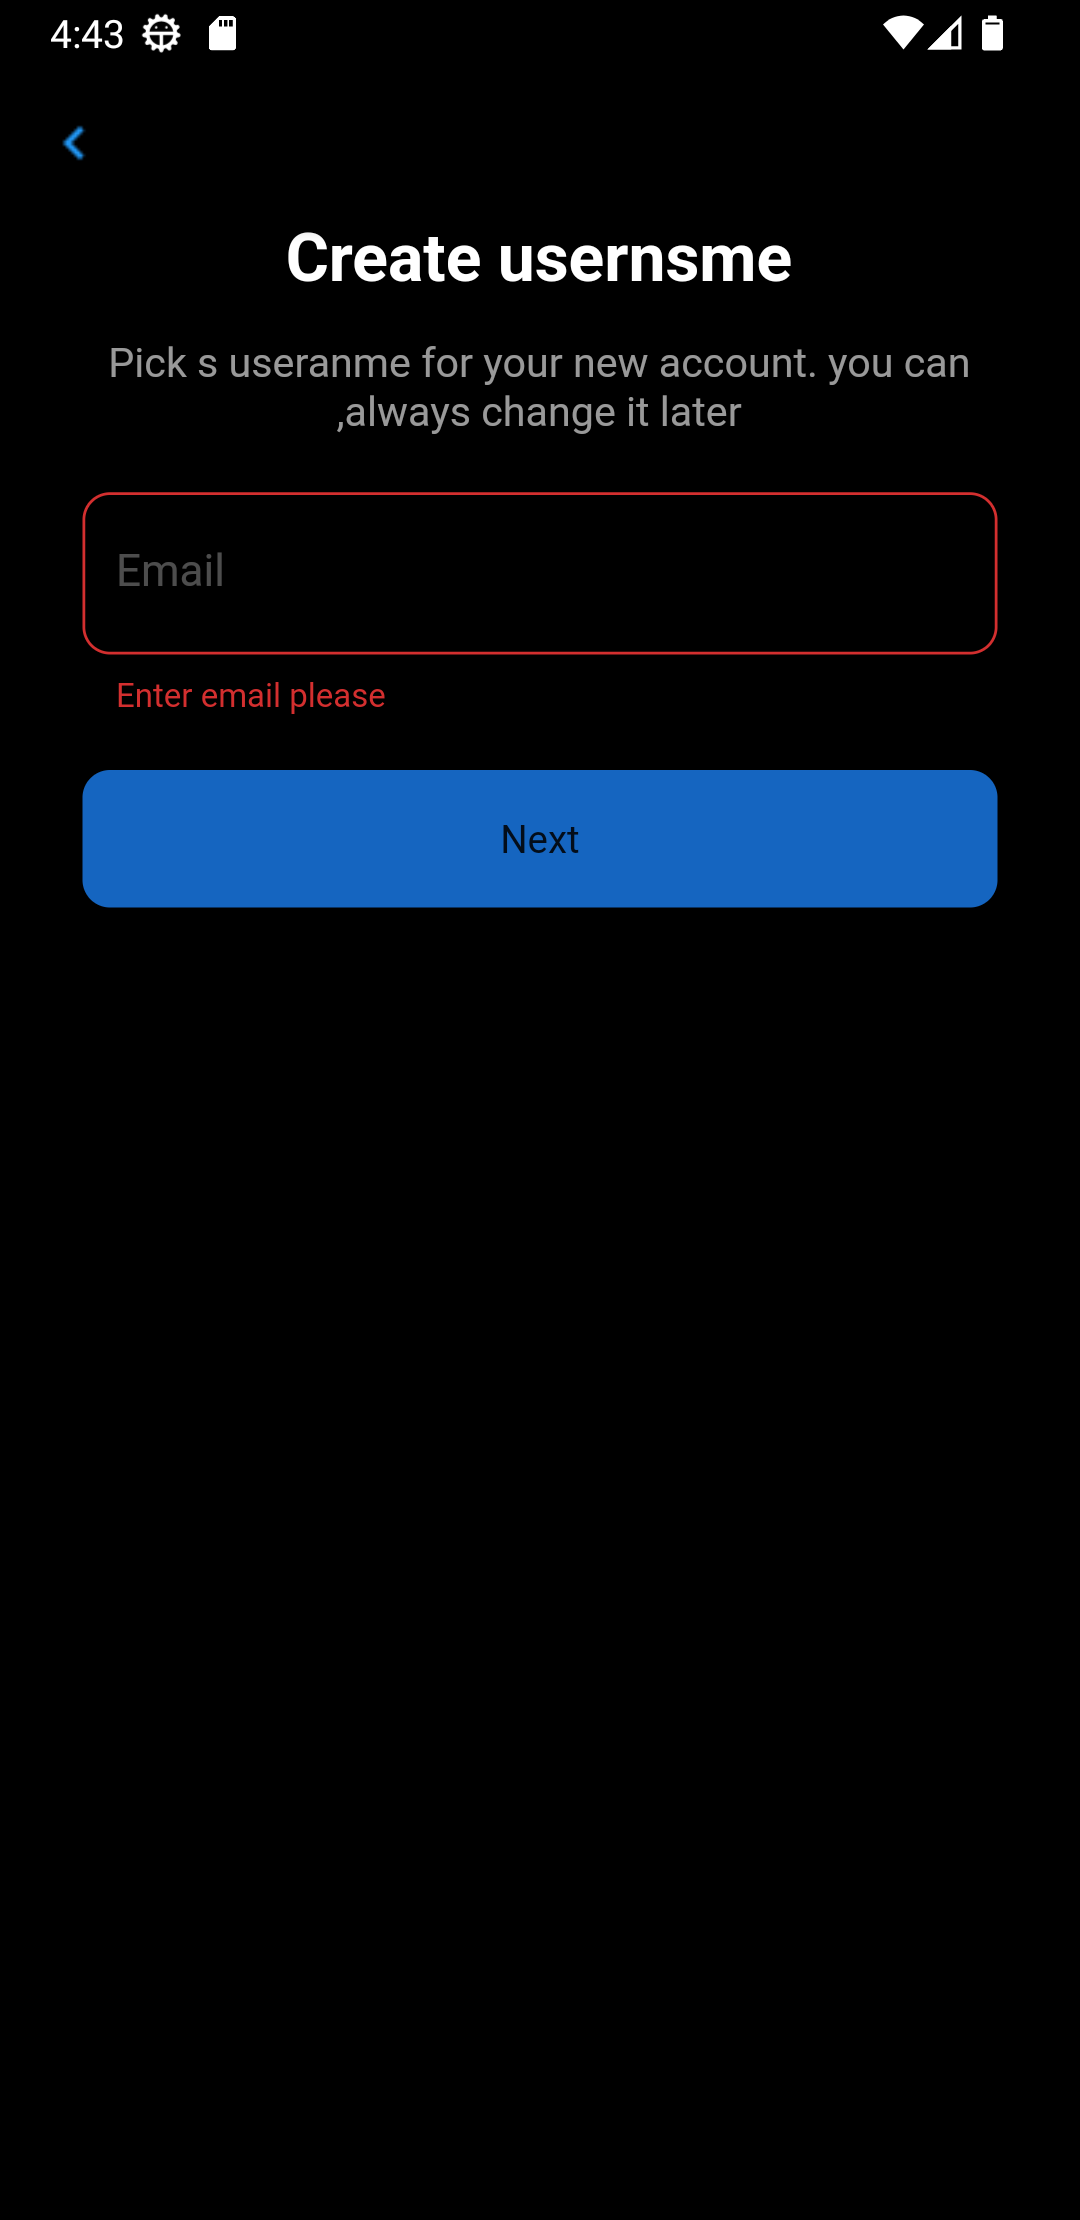 4:43
Create usernsme
Pick s useranme for your new account. you can
,always change it later
Email
Enter email please
Next